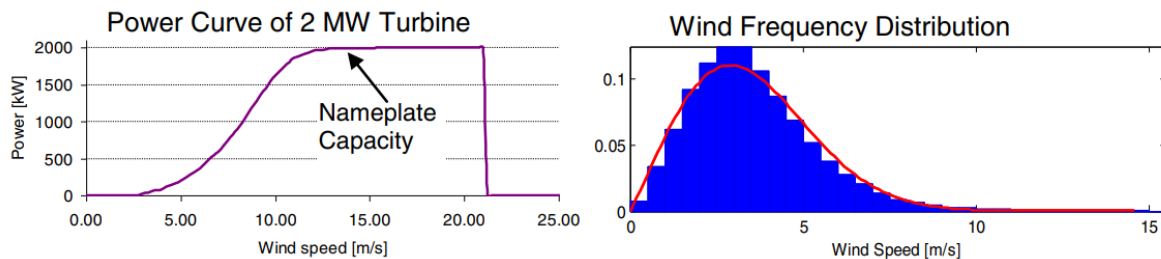 Power Curve of 2 MW Turbine
2000
1500
1000
500
0
Power [kW]
Nameplate
Capacity
0.00 5.00 10.00 15.00 20.00 25.00
Wind speed [m/s]
Wind Frequency Distribution
0.1
0.05
0
0 5 10 15
Wind Speed [m/s]